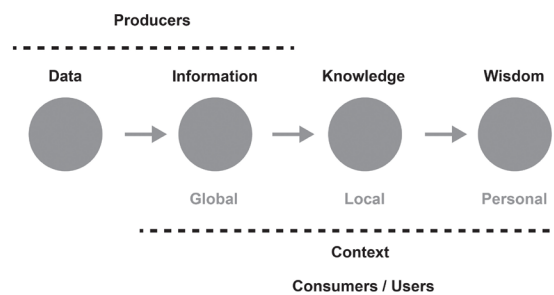 Producers
Data Information Knowledge Wisdom
Global Local Personal
Context
Consumers / Users